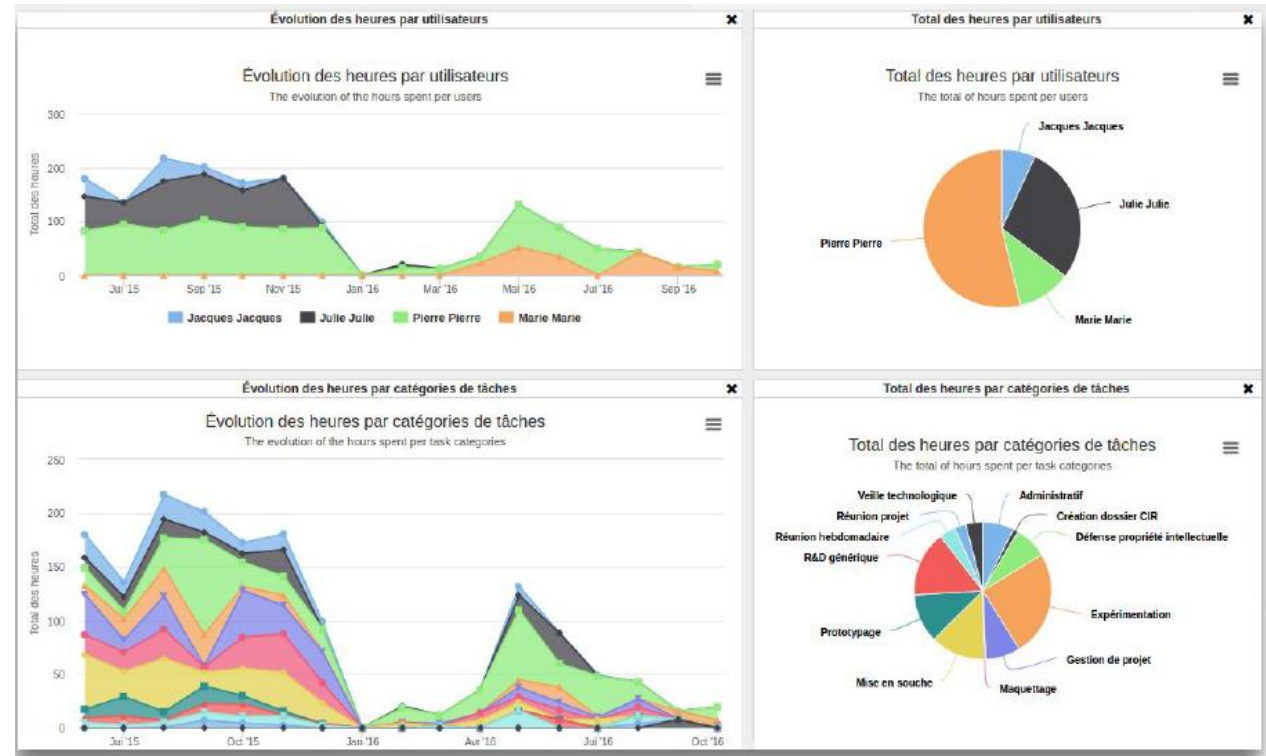 Évolution des heures par utilisateurs
Évolution des heures par utilisateurs
The evolution of the hours spent per users
Total des heures
300
200
100
0
Jul '15
Sep '15
Nov '15
Jan '16
Mar '16
Mai '16
Jul '16
Sep '16
Jacques Jacques
Julie Julie
Pierre Pierre
Marie Marie
Total des heures par utilisateurs
Total des heures par utilisateurs
The total of hours spent per users
Jacques Jacques
Julie Julie
Pierre Pierre
Marie Marie
Évolution des heures par catégories de tâches
Évolution des heures par catégories de tâches
The evolution of the hours spent per task categories
Total des heures
250
200
150
100
50
0
Jul '15
Oct '15
Jan '16
Avr '16
Jul '16
Oct '16
Total des heures par catégories de tâches
Total des heures par catégories de tâches
The total of hours spent per task categories
Veille technologique
Administratif
Réunion projet
Création dossier CIR
Réunion hebdomadaire
Défense propriété intellectuelle
R&D générique
Expérimentation
Prototypage
Gestion de projet
Mise en souche
Maquettage